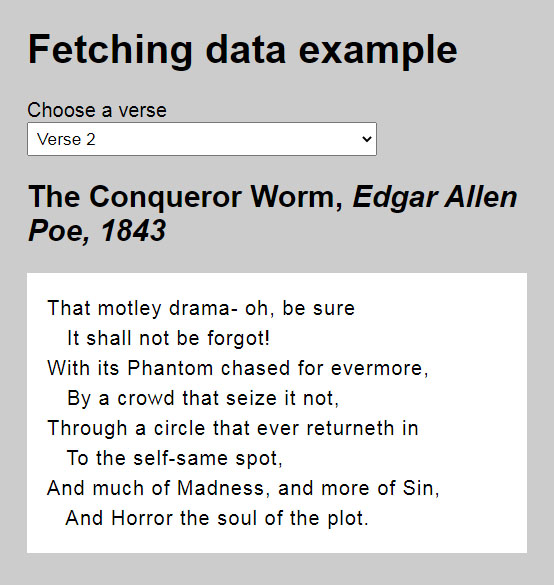 Fetching data example
Choose a verse
Verse 2
The Conqueror Worm, Edgar Allen
Poe, 1843
That motley drama- oh, be sure
It shall not be forgot!
With its Phantom chased for evermore,
By a crowd that seize it not,
Through a circle that ever returneth in
To the self-same spot,
And much of Madness, and more of Sin,
And Horror the soul of the plot.